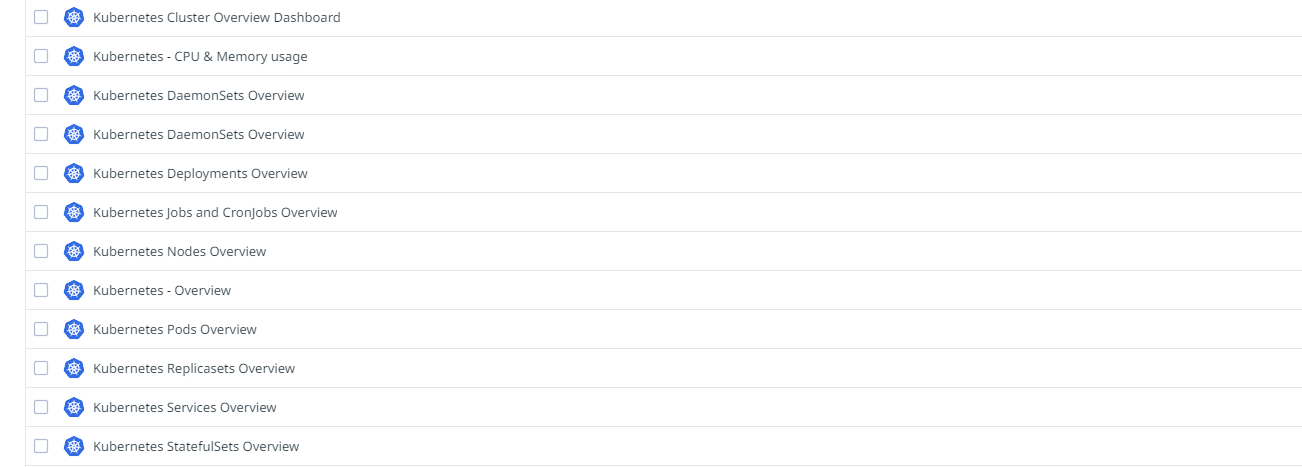 Kubernetes Cluster Overview Dashboard
Kubernetes - CPU & Memory usage
Kubernetes DaemonSets Overview
Kubernetes DaemonSets Overview
Kubernetes Deployments Overview
Kubernetes Jobs and CronJobs Overview
Kubernetes Nodes Overview
Kubernetes - Overview
Kubernetes Pods Overview
Kubernetes Replicasets Overview
Kubernetes Services Overview
Kubernetes StatefulSets Overview